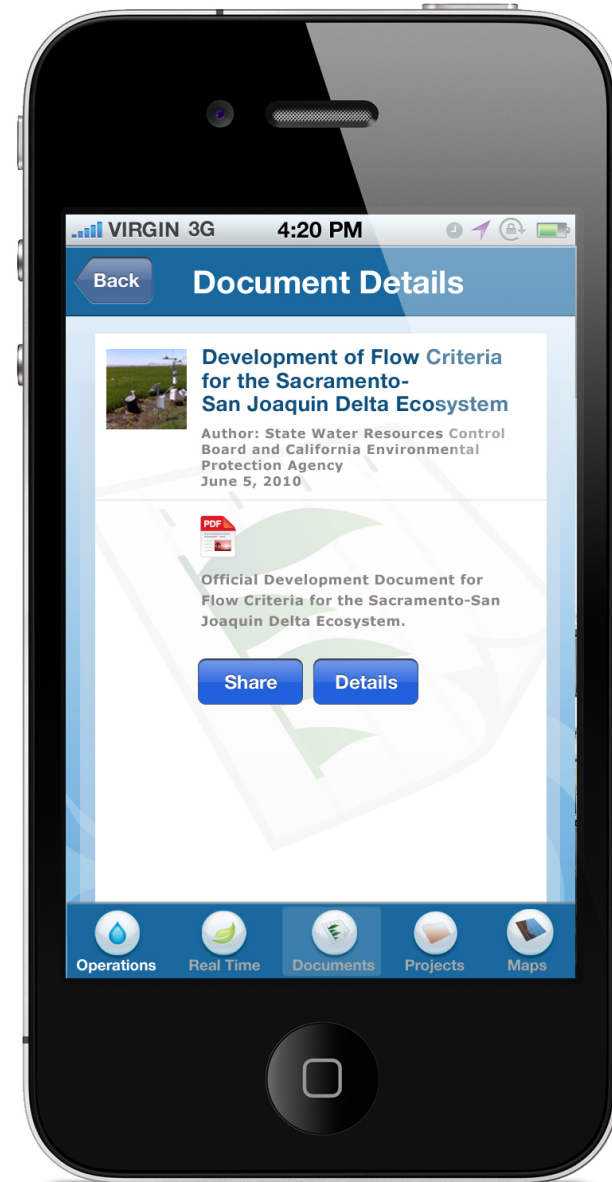 VIRGIN 3G 4:20 PM
Back Document Details
Development of Flow Criteria
for the Sacramento-
San Joaquin Delta Ecosystem
Author: State Water Resources Control
Board and California Environmental
Protection Agency
June 5, 2010
PDF
Official Development Document for
Flow Criteria for the Sacramento-San
Joaquin Delta Ecosystem.
Share Details
Operations Real Time Documents Projects Maps